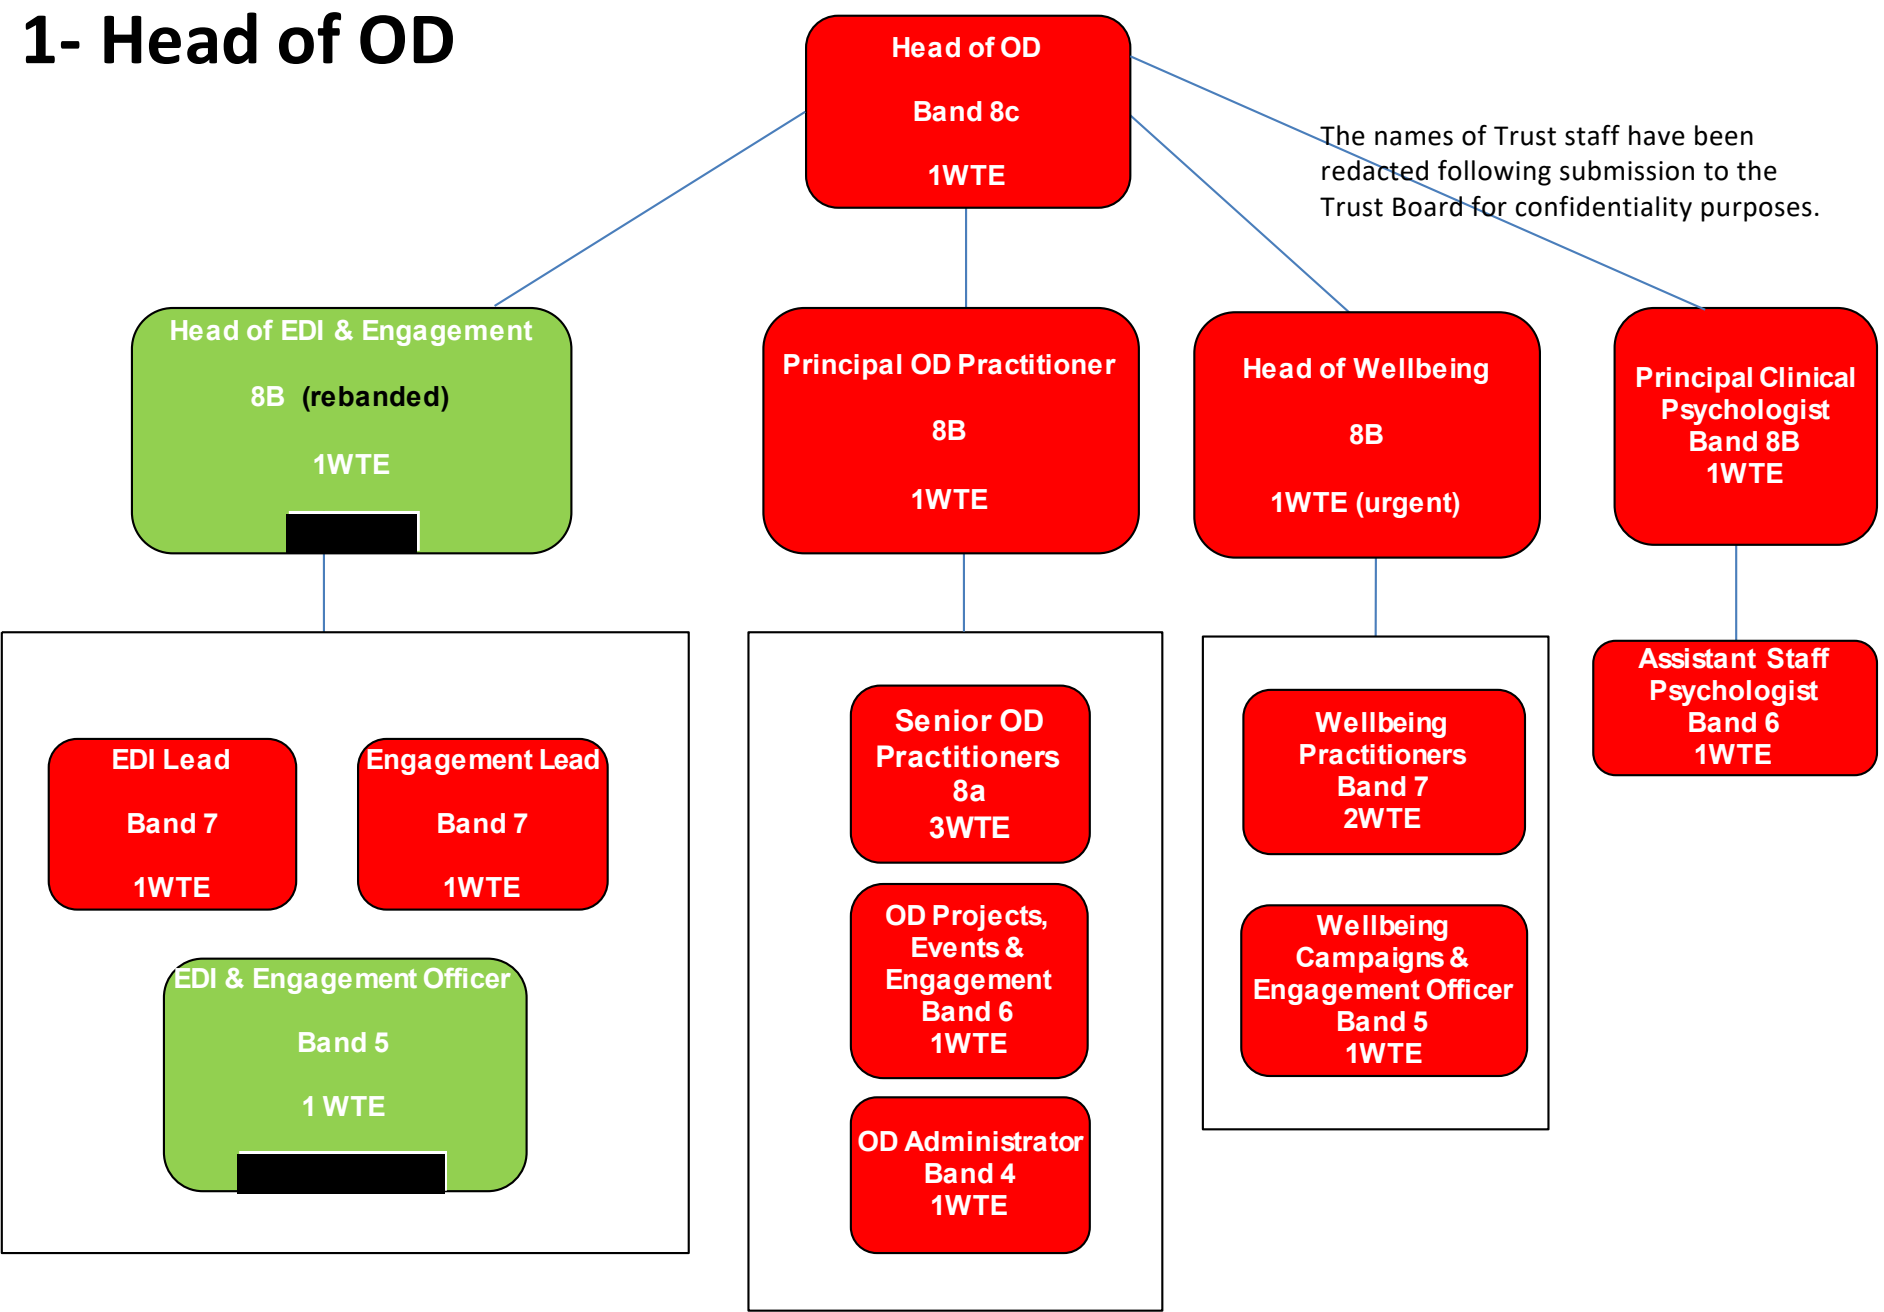 1- Head of OD
Head of OD
Band 8c
1WTE
The names of Trust staff have been
redacted following submission to the
Trust Board for confidentiality purposes.
Head of EDI & Engagement
8B (rebanded)
1WTE
Principal OD Practitioner
8B
1WTE
Head of Wellbeing
8B
1WTE (urgent)
Principal Clinical
Psychologist
Band 8B
1WTE
EDI Lead
Band 7
1WTE
Engagement Lead
Band 7
1WTE
EDI & Engagement Officer
Band 5
1 WTE
Senior OD
Practitioners
8a
3WTE
OD Projects,
Events &
Engagement
Band 6
1WTE
OD Administrator
Band 4
1WTE
Wellbeing
Practitioners
Band 7
2WTE
Wellbeing
Campaigns &
Engagement Officer
Band 5
1WTE
Assistant Staff
Psychologist
Band 6
1WTE